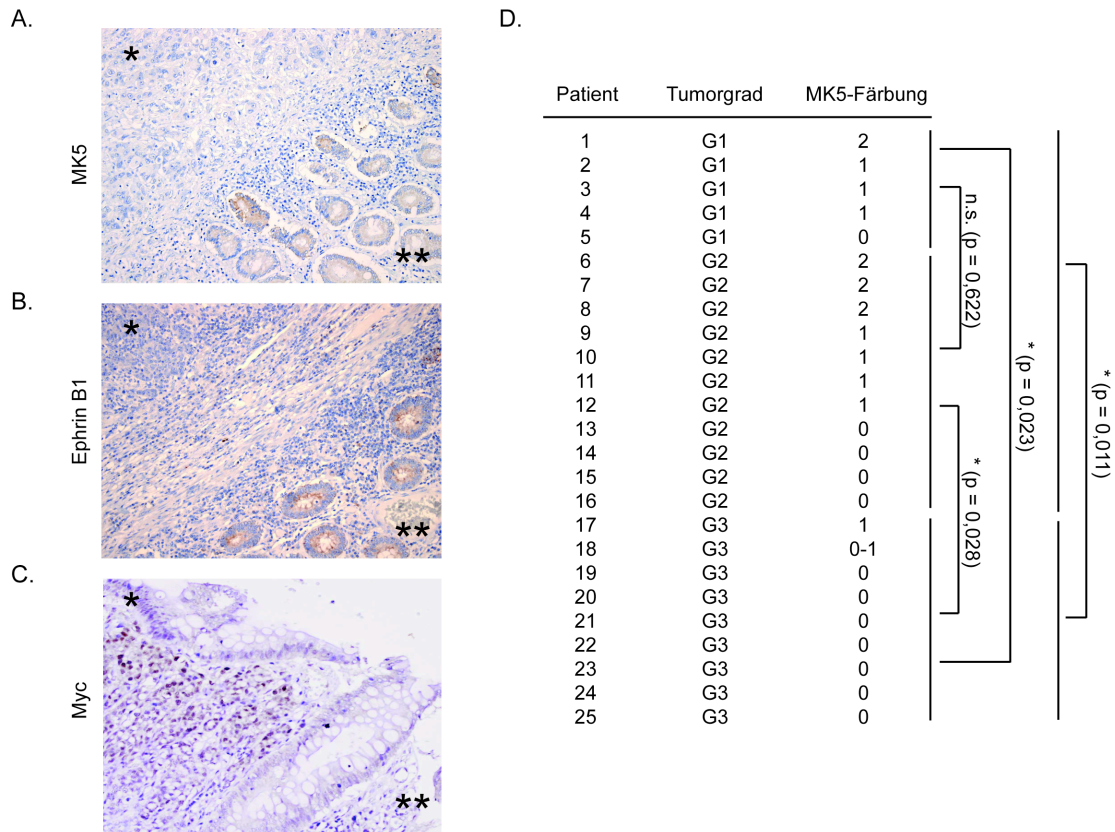 A.
*
MK5
**
B.
*
Ephrin B1
**
C.
*
Myc
**
D.
Patient Tumorgrad MK5-Färbung
1 G1 2
2 G1 1
3 G1 1
4 G1 1
5 G1 0
6 G2 2
7 G2 2
8 G2 2
9 G2 1
10 G2 1
11 G2 1
12 G2 1
13 G2 0
14 G2 0
15 G2 0
16 G2 0
17 G3 1
18 G3 0-1
19 G3 0
20 G3 0
21 G3 0
22 G3 0
23 G3 0
24 G3 0
25 G3 0
n.s. (p = 0,622)
* (p = 0,028)
* (p = 0,023)
* (p = 0,011)